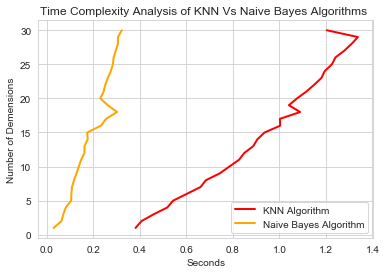 Time Complexity Analysis of KNN Vs Naive Bayes Algorithms
Number of Demensions
30
25
20
15
10
5
0
0.0 0.2 0.4 0.6 0.8 1.0 1.2 1.4
Seconds
KNN Algorithm
Naive Bayes Algorithm